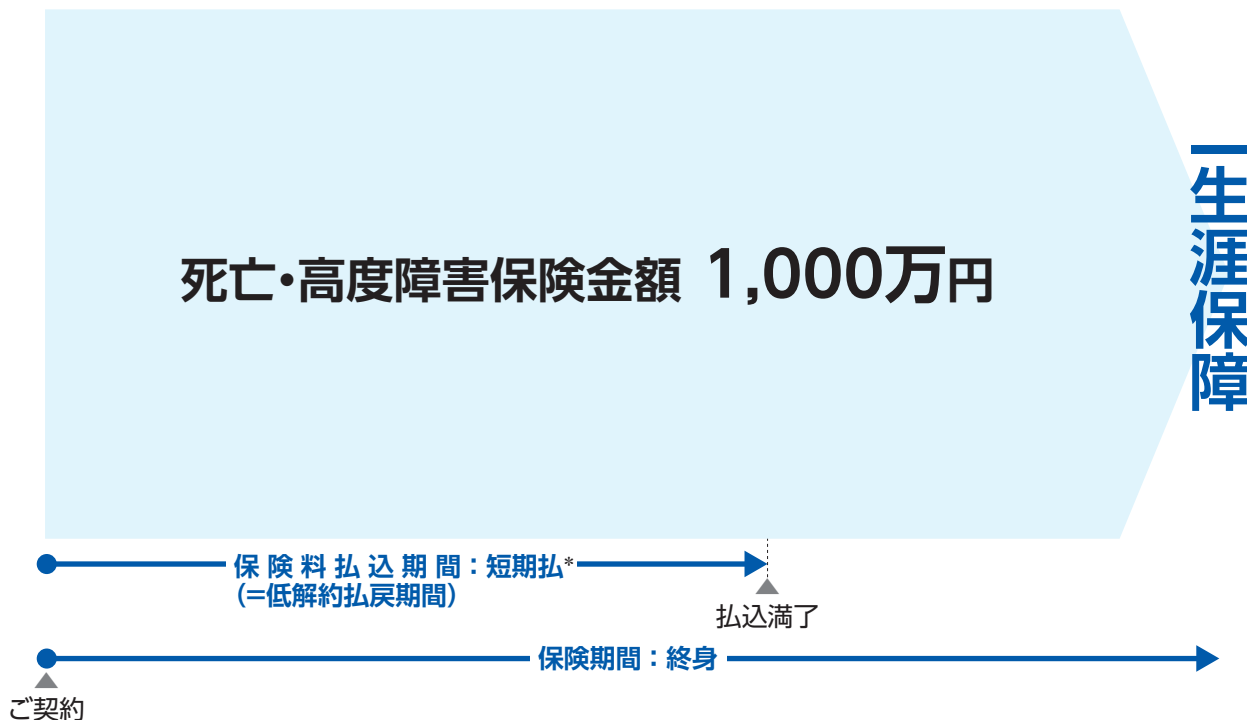 死亡・高度障害保険金額 1,000万円
一生涯保障
保険料払込期間：短期払*
(=低解約払戻期間)
払込満了
保険期間：終身
ご契約